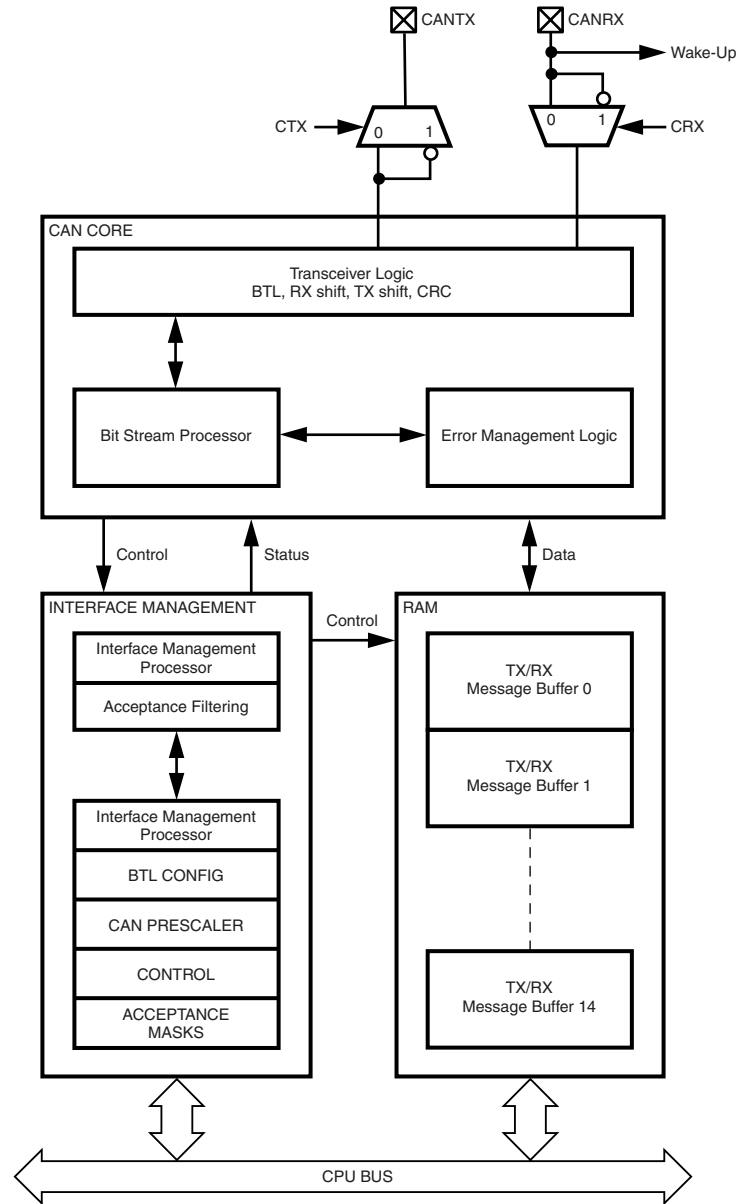 CANTX
CANRX
Wake-Up
CTX
0
1
0
1
CRX
CAN CORE
Transceiver Logic
BTL, RX shift, TX shift, CRC
Bit Stream Processor
Error Management Logic
Control
Status
Data
INTERFACE MANAGEMENT
Control
RAM
Interface Management
Processor
Acceptance Filtering
Interface Management
Processor
BTL CONFIG
CAN PRESCALER
CONTROL
ACCEPTANCE
MASKS
TX/RX
Message Buffer 0
TX/RX
Message Buffer 1
TX/RX
Message Buffer 14
CPU BUS